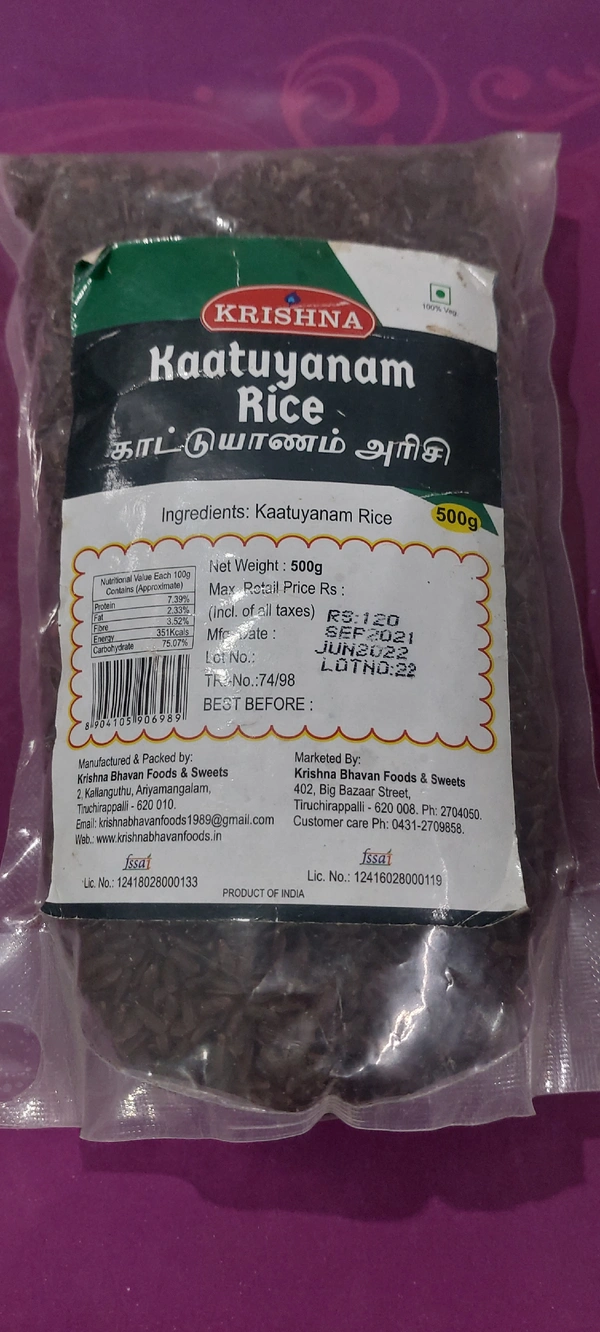 KRISHNA
100% Veg.
Kaatuyanam
Rice
காட்டுயாணம் அரிசி
Ingredients: Kaatuyanam Rice
500g
Nutritional Value Each 100g
Contains (Approximate)
Protein 7.39%
Fat 2.33%
Fibre 3.52%
Energy 351Kcals
Carbohydrate 75.07%
8 904105 906989
Net Weight : 500g
Max. Retail Price Rs :
(Incl. of all taxes) RS:120
Mfg. Date : SEP2021
JUN2022
Lot No.: LOTNO:22
No.:74/98
BEST BEFORE :
Manufactured & Packed by:
Krishna Bhavan Foods & Sweets
2, Kallanguthu, Ariyamangalam,
Tiruchirappalli - 620 010.
Email: krishnabhavanfoods1989@gmail.com
Web.: www.krishnabhavanfoods.in
fssai
Lic. No.: 12418028000133
Marketed By:
Krishna Bhavan Foods & Sweets
402, Big Bazaar Street,
Tiruchirappalli - 620 008. Ph: 2704050.
Customer care Ph: 0431-2709858.
fssai
Lic. No.: 12416028000119
PRODUCT OF INDIA